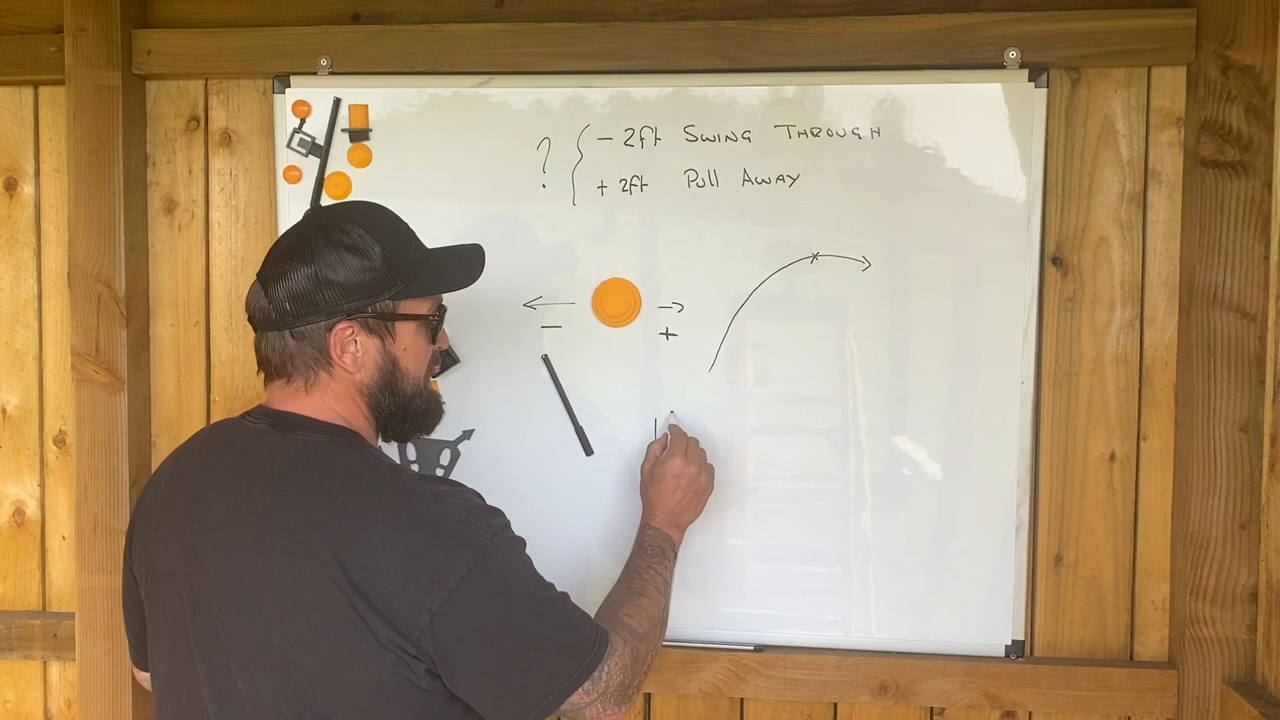 ? { - 2ft SWING THROUGH
+ 2ft Pull AWAY
← →
- +